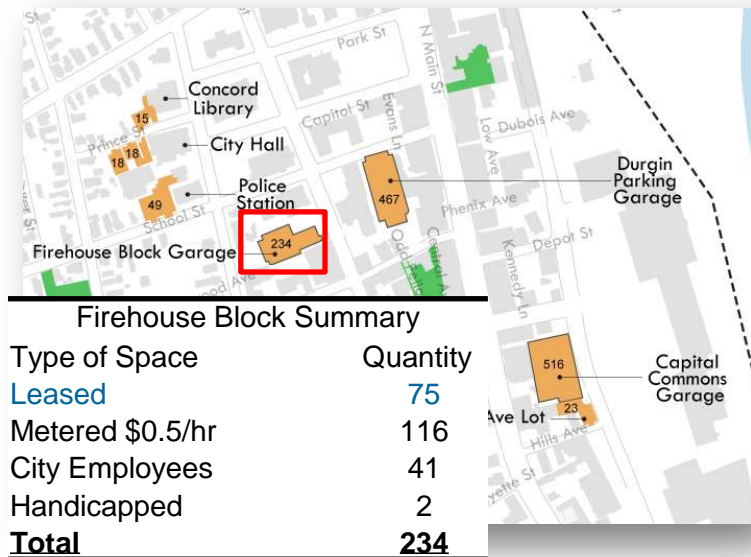 St
Park St
N Main St
Concord
Library
15
Capitol St
Evans Ln
Prince St
City Hall
Low Ave
Dubois Ave
18
18
Durgin
Parking
Garage
Police
Station
467
49
School St
Phenix Ave
234
Firehouse Block Garage
Depot St
Kennedy Ln
Firehouse Block Summary
Type of Space Quantity
Leased 75
Metered $0.5/hr 116
City Employees 41
Handicapped 2
Total 234
516
Capital
Commons
Garage
23
Ave Lot
Hills Ave
St